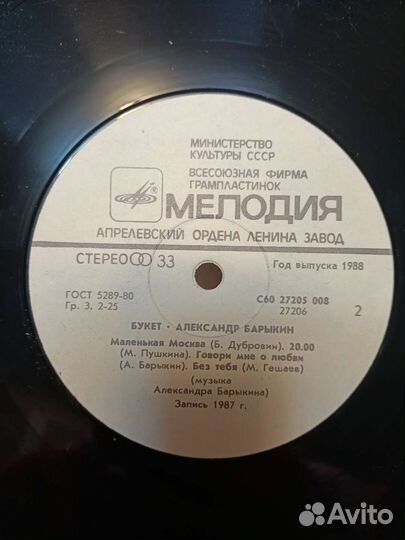 МИНИСТЕРСТВО
КУЛЬТУРЫ СССР
ВСЕСОЮЗНАЯ ФИРМА
ГРАМПЛАСТИНОК
МЕЛОДИЯ
АПРЕЛЕВСКИЙ ОРДЕНА ЛЕНИНА ЗАВОД
СТЕРЕО 33
Год выпуска 1988
ГОСТ 5289-80
Гр. 3. 2-25
С60 27205 008
27206
2
БУКЕТ · АЛЕКСАНДР БАРЫКИН
Маленькая Москва (Б. Дубровин). 20.00
(М. Пушкина). Говори мне о любви
(А. Барыкин). Без тебя (М. Гешаев)
(музыка
Александра Барыкина)
Запись 1987 г.
Avito